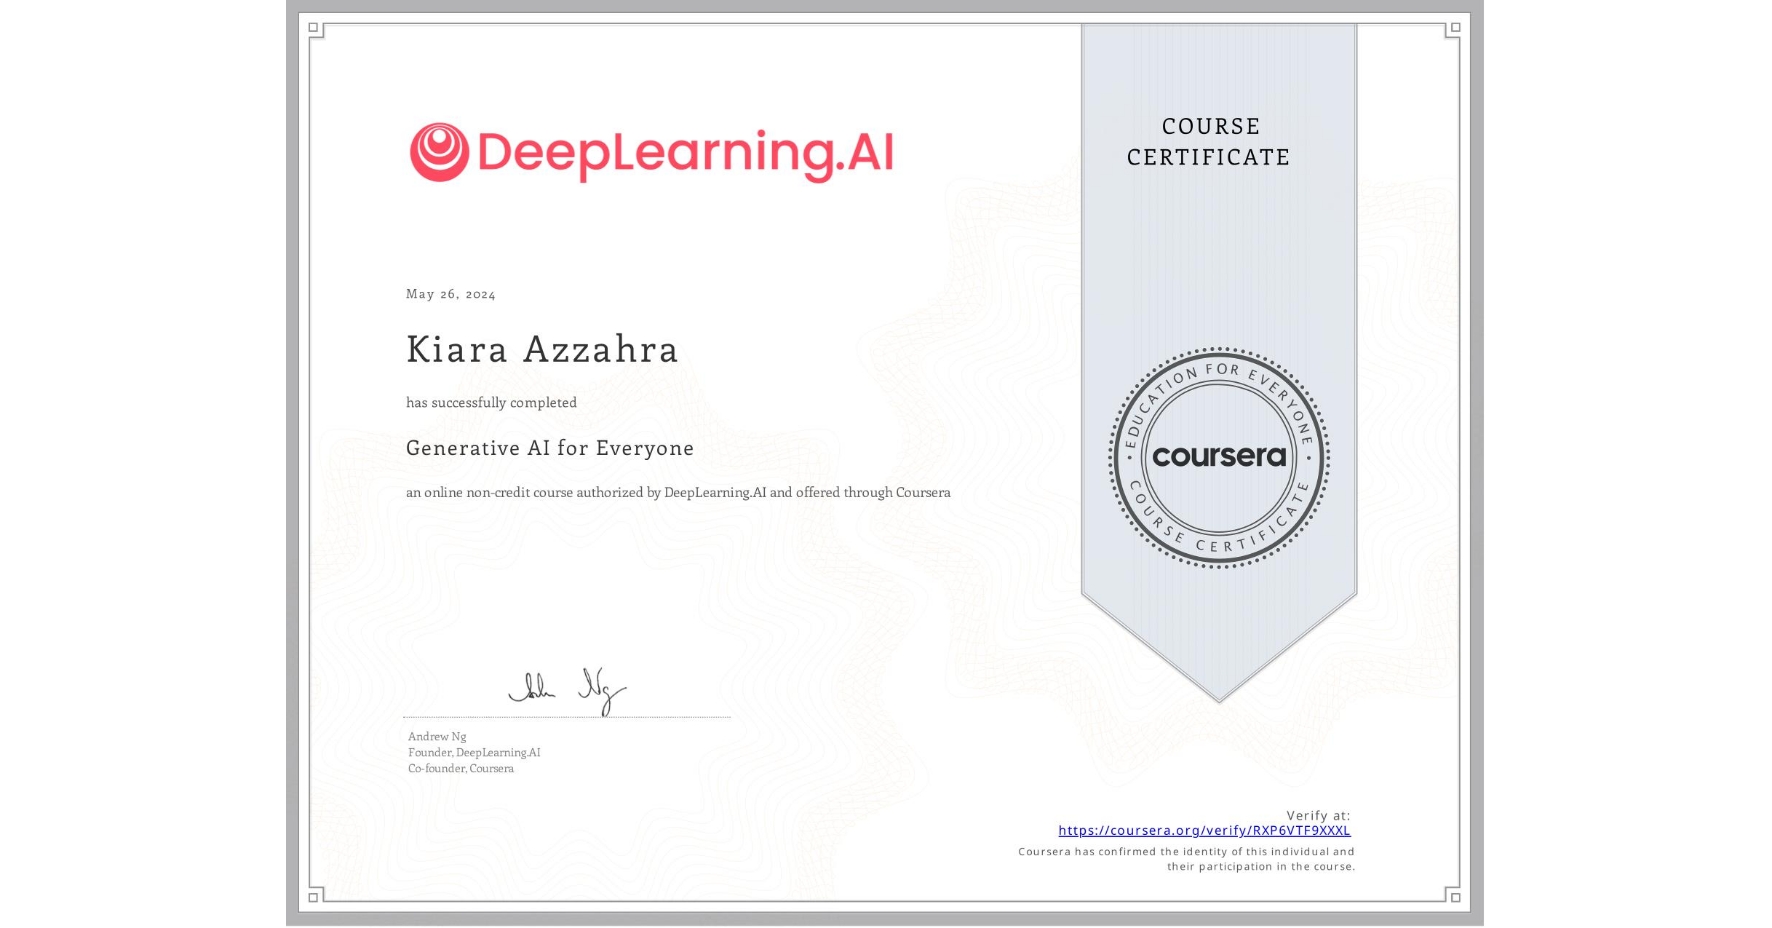 DeepLearning.AI
COURSE
CERTIFICATE
May 26, 2024
Kiara Azzahra
has successfully completed
Generative AI for Everyone
an online non-credit course authorized by DeepLearning.AI and offered through Coursera
EDUCATION FOR EVERYONE
coursera
COURSE CERTIFICATE
Andrew Ng
Founder, DeepLearning.AI
Co-founder, Coursera
Verify at:
https://coursera.org/verify/RXP6VTF9XXXL
Coursera has confirmed the identity of this individual and
their participation in the course.